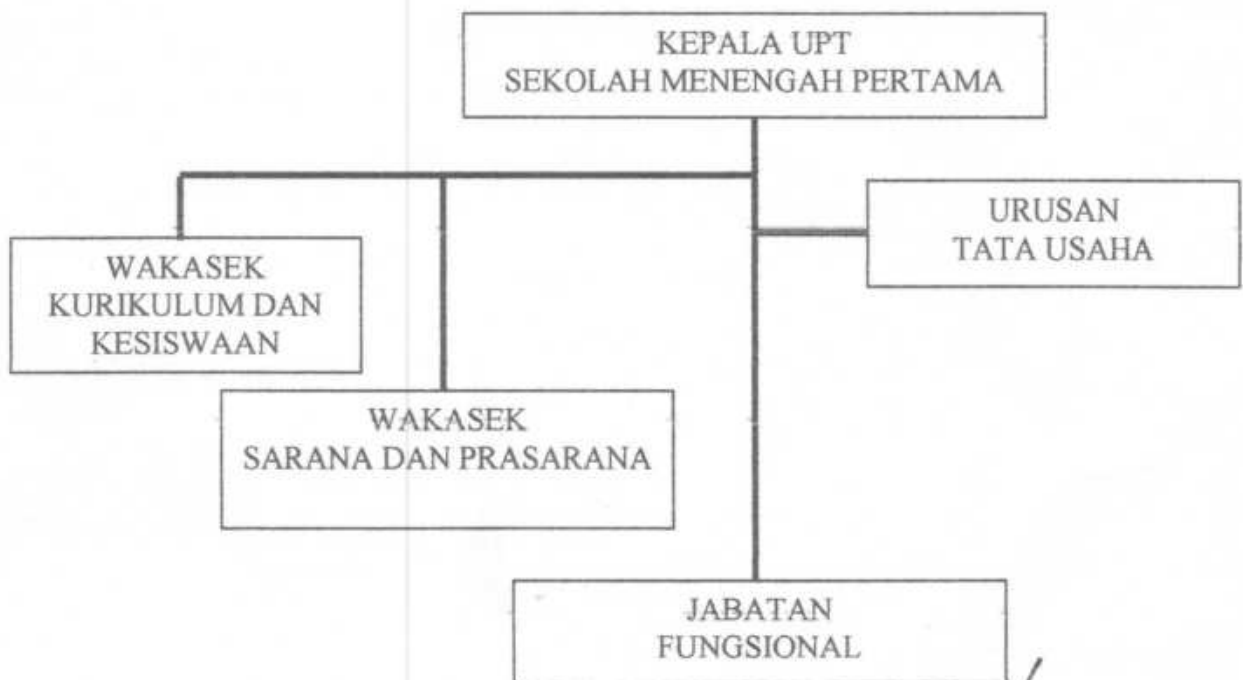 KEPALA UPT
SEKOLAH MENENGAH PERTAMA
URUSAN
TATA USAHA
WAKASEK
KURIKULUM DAN
KESISWAAN
WAKASEK
SARANA DAN PRASARANA
JABATAN
FUNGSIONAL